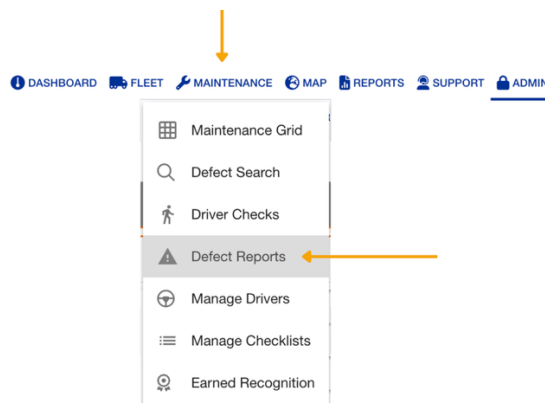 DASHBOARD FLEET MAINTENANCE MAP REPORTS SUPPORT ADMIN
Maintenance Grid
Defect Search
Driver Checks
Defect Reports
Manage Drivers
Manage Checklists
Earned Recognition